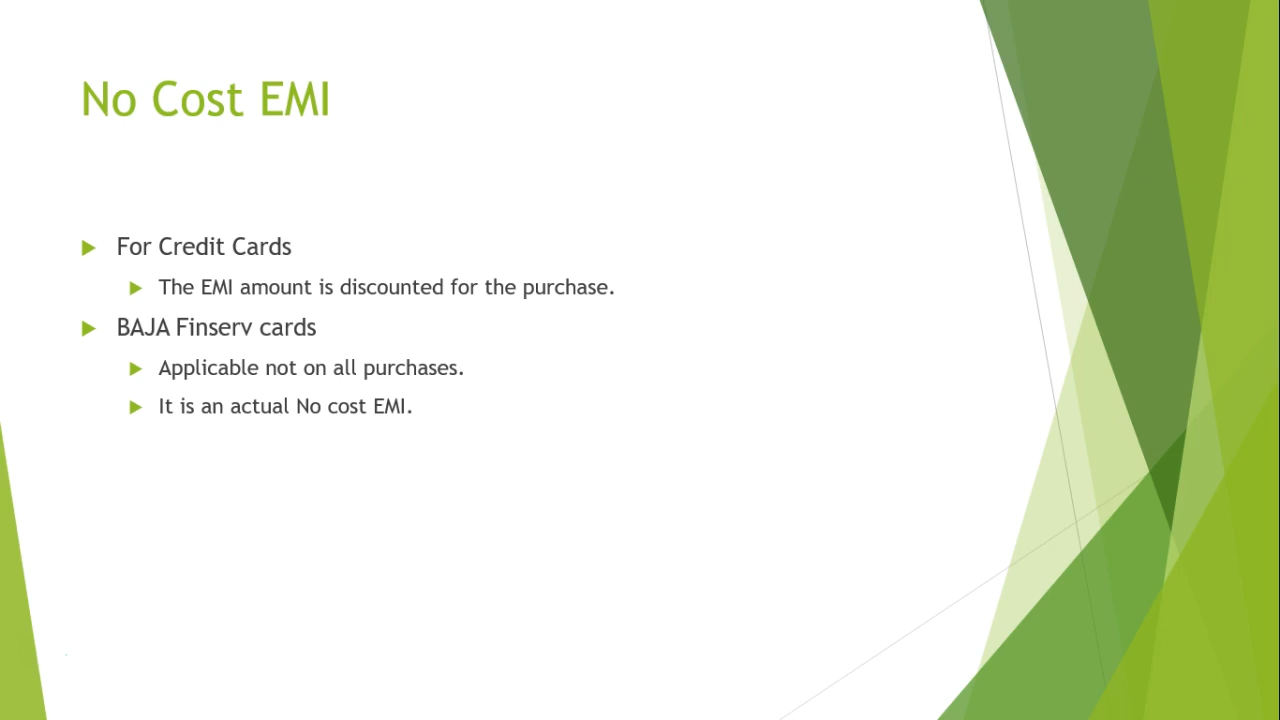 No Cost EMI
For Credit Cards
The EMI amount is discounted for the purchase.
BAJA Finserv cards
Applicable not on all purchases.
It is an actual No cost EMI.